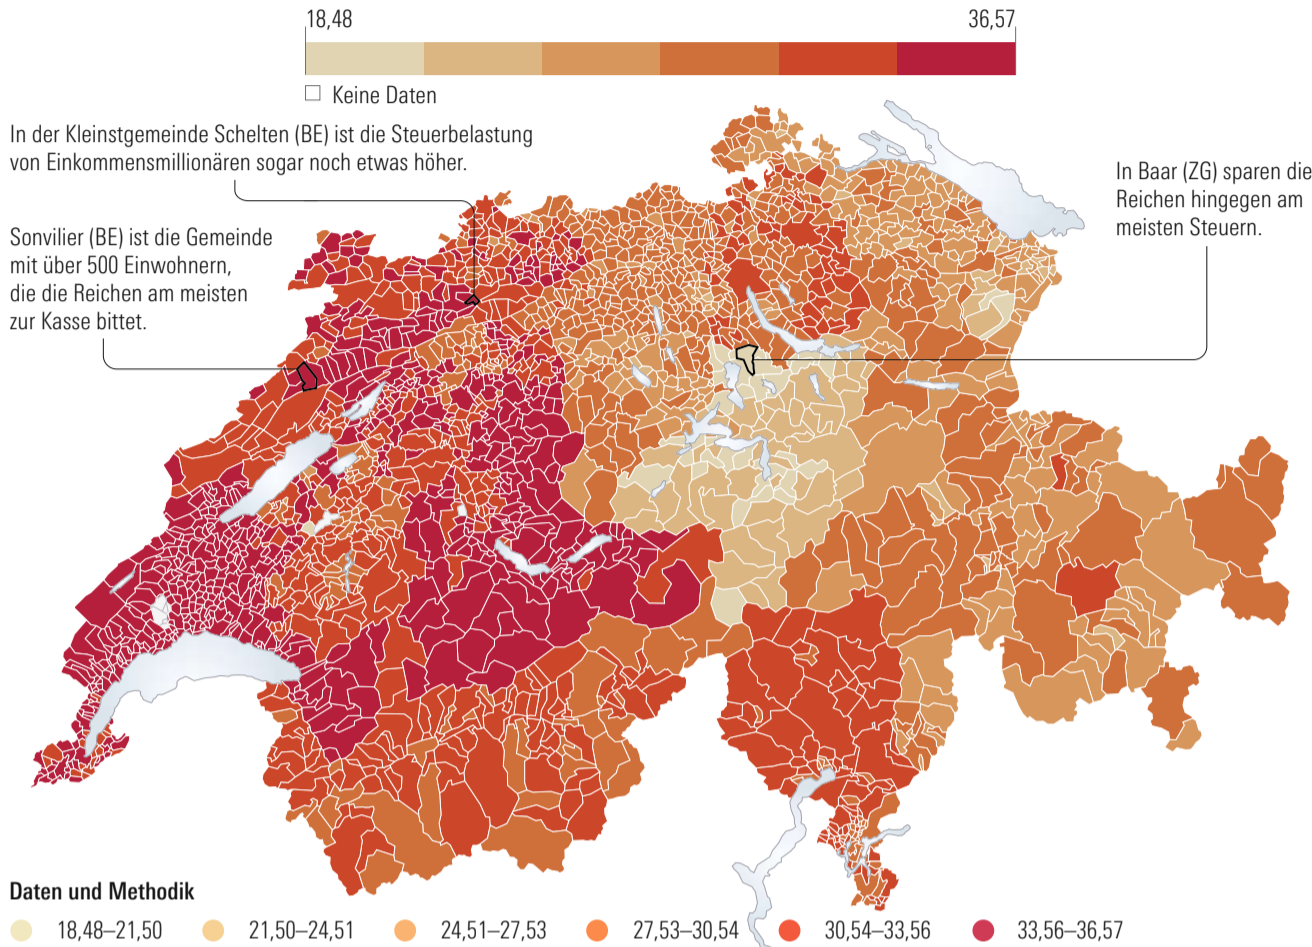 18,48
36,57
Keine Daten
In der Kleinstgemeinde Schelten (BE) ist die Steuerbelastung
von Einkommensmillionären sogar noch etwas höher.
In Baar (ZG) sparen die
Reichen hingegen am
meisten Steuern.
Sonvilier (BE) ist die Gemeinde
mit über 500 Einwohnern,
die die Reichen am meisten
zur Kasse bittet.
Daten und Methodik
18,48–21,50
21,50–24,51
24,51–27,53
27,53–30,54
30,54–33,56
33,56–36,57